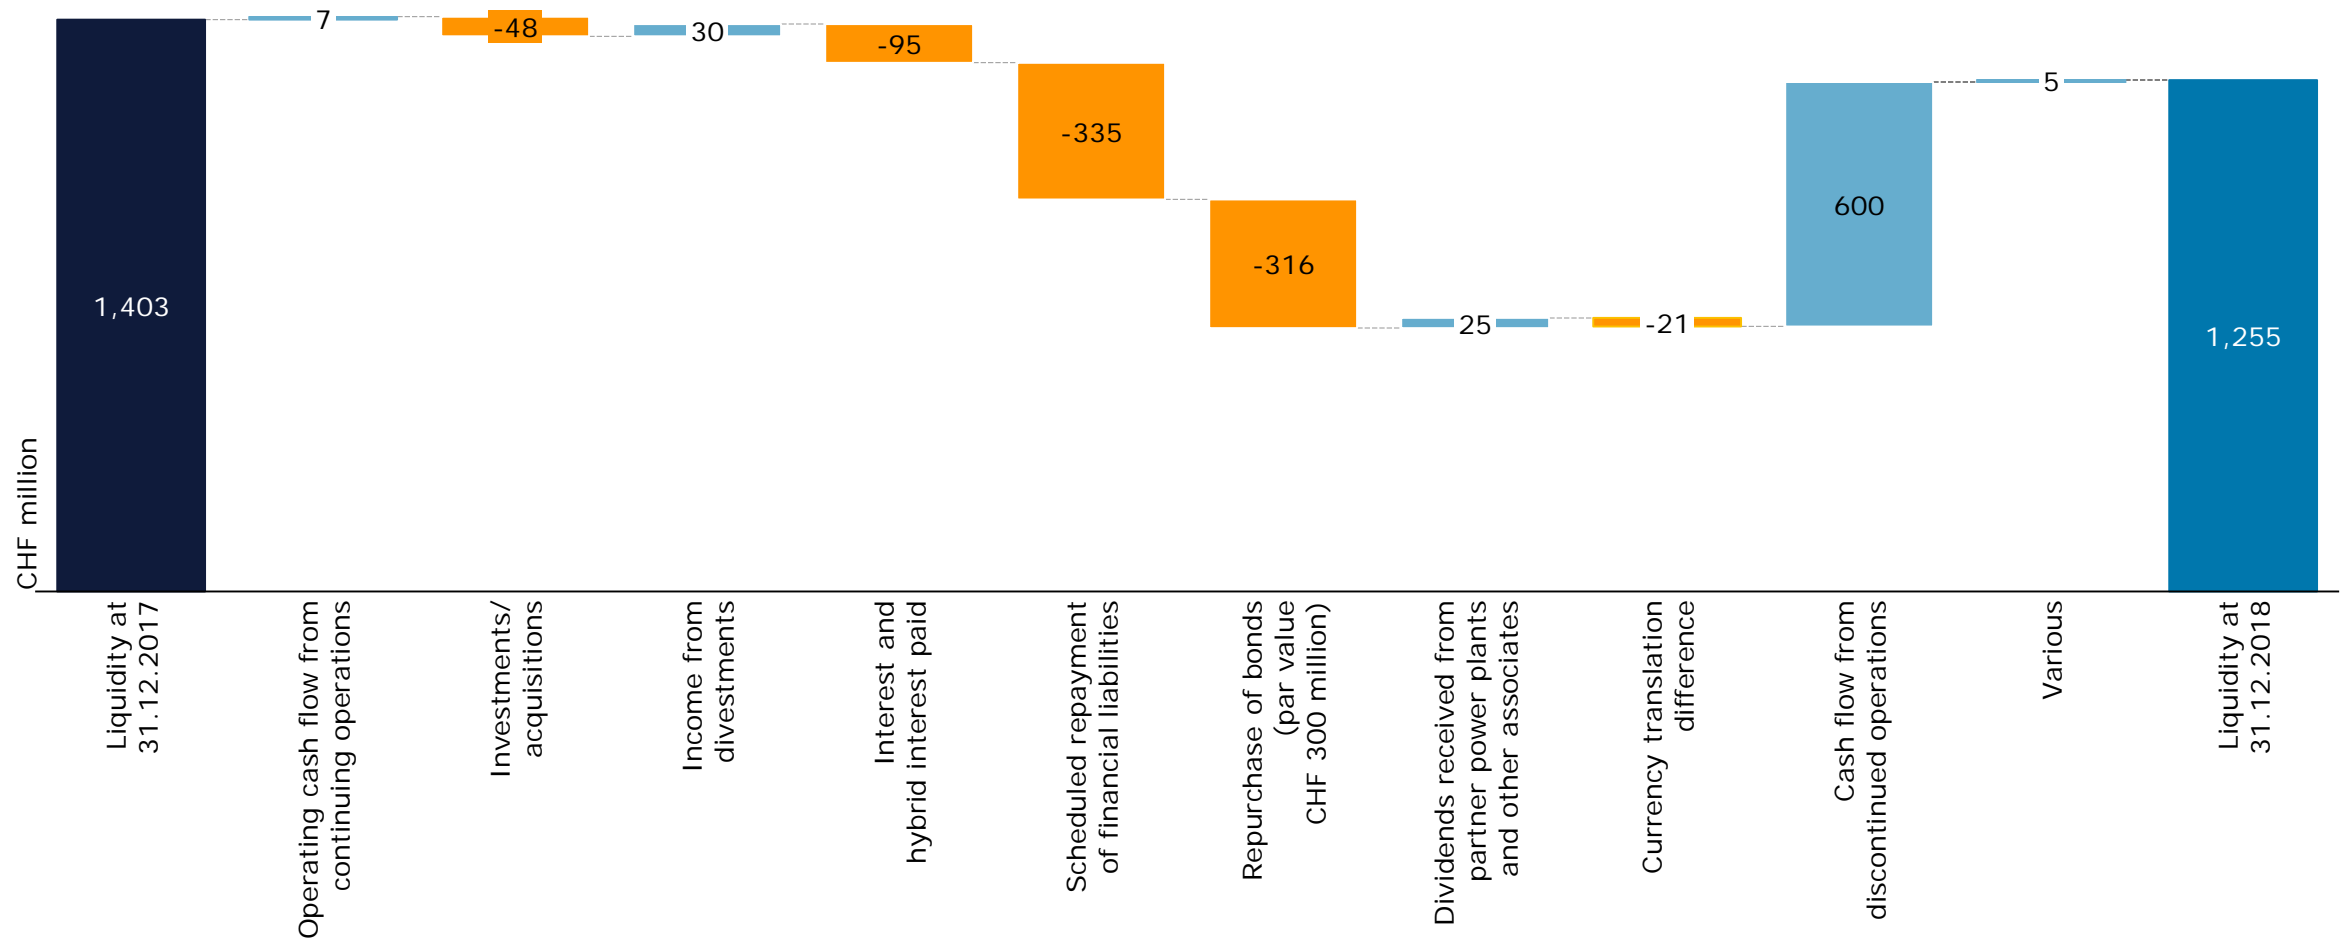 7
-48
30
-95
-335
-316
25
-21
600
5
1,403
1,255
CHF million
Liquidity at
31.12.2017
Operating cash flow from
continuing operations
Investments/
acquisitions
Income from
divestments
Interest and
hybrid interest paid
Scheduled repayment
of financial liabilities
Repurchase of bonds
(par value
CHF 300 million)
Dividends received from
partner power plants
and other associates
Currency translation
difference
Cash flow from
discontinued operations
Various
Liquidity at
31.12.2018